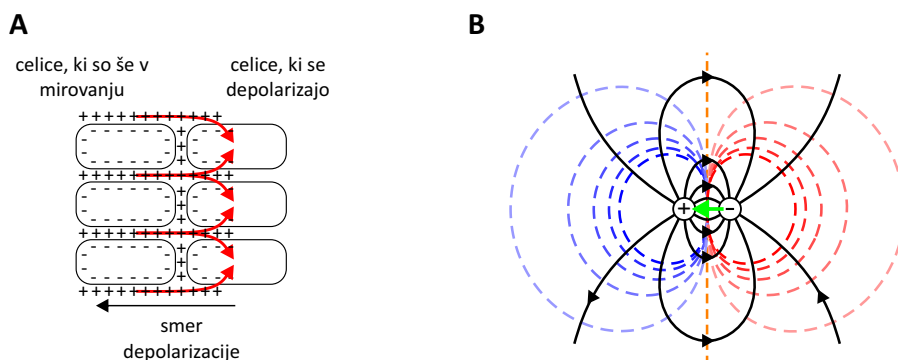 A
celice, ki so še v
mirovanju
celice, ki se
depolarizajo
smer
depolarizacije
B
+
-